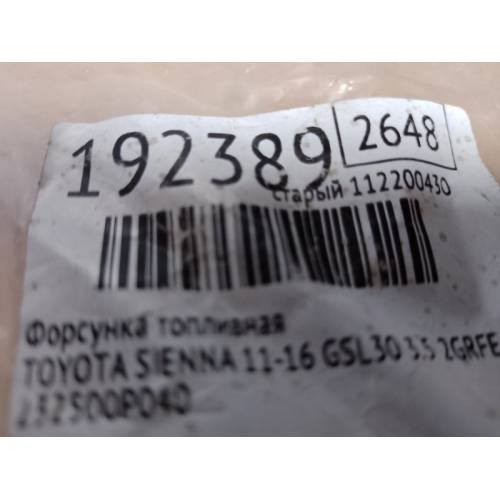 192389 2648
старый 112200430
Форсунка топливная
TOYOTA SIENNA 11-16 GSL30 3.5 2GRFE
232500P040